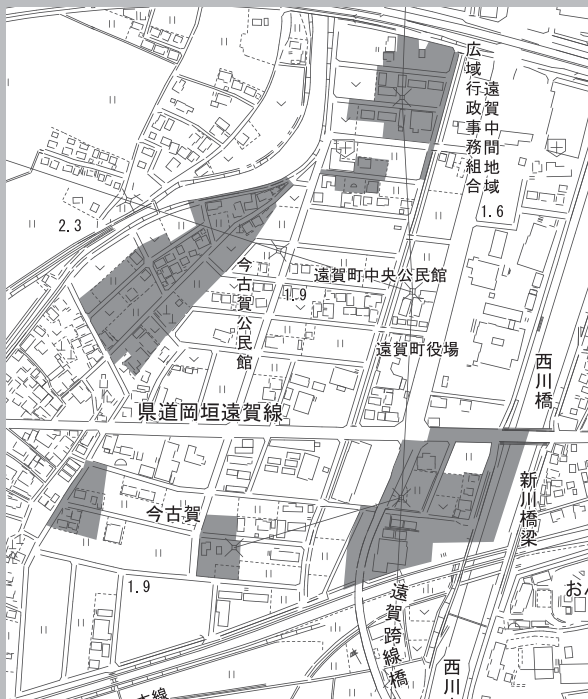 広域行政事務組合
遠賀中間地域
1.6
2.3
今古賀公民館
遠賀町中央公民館
1.9
遠賀町役場
西川橋
県道岡垣遠賀線
新川橋梁
今古賀
1.9
遠賀跨線橋
西川
本線
お